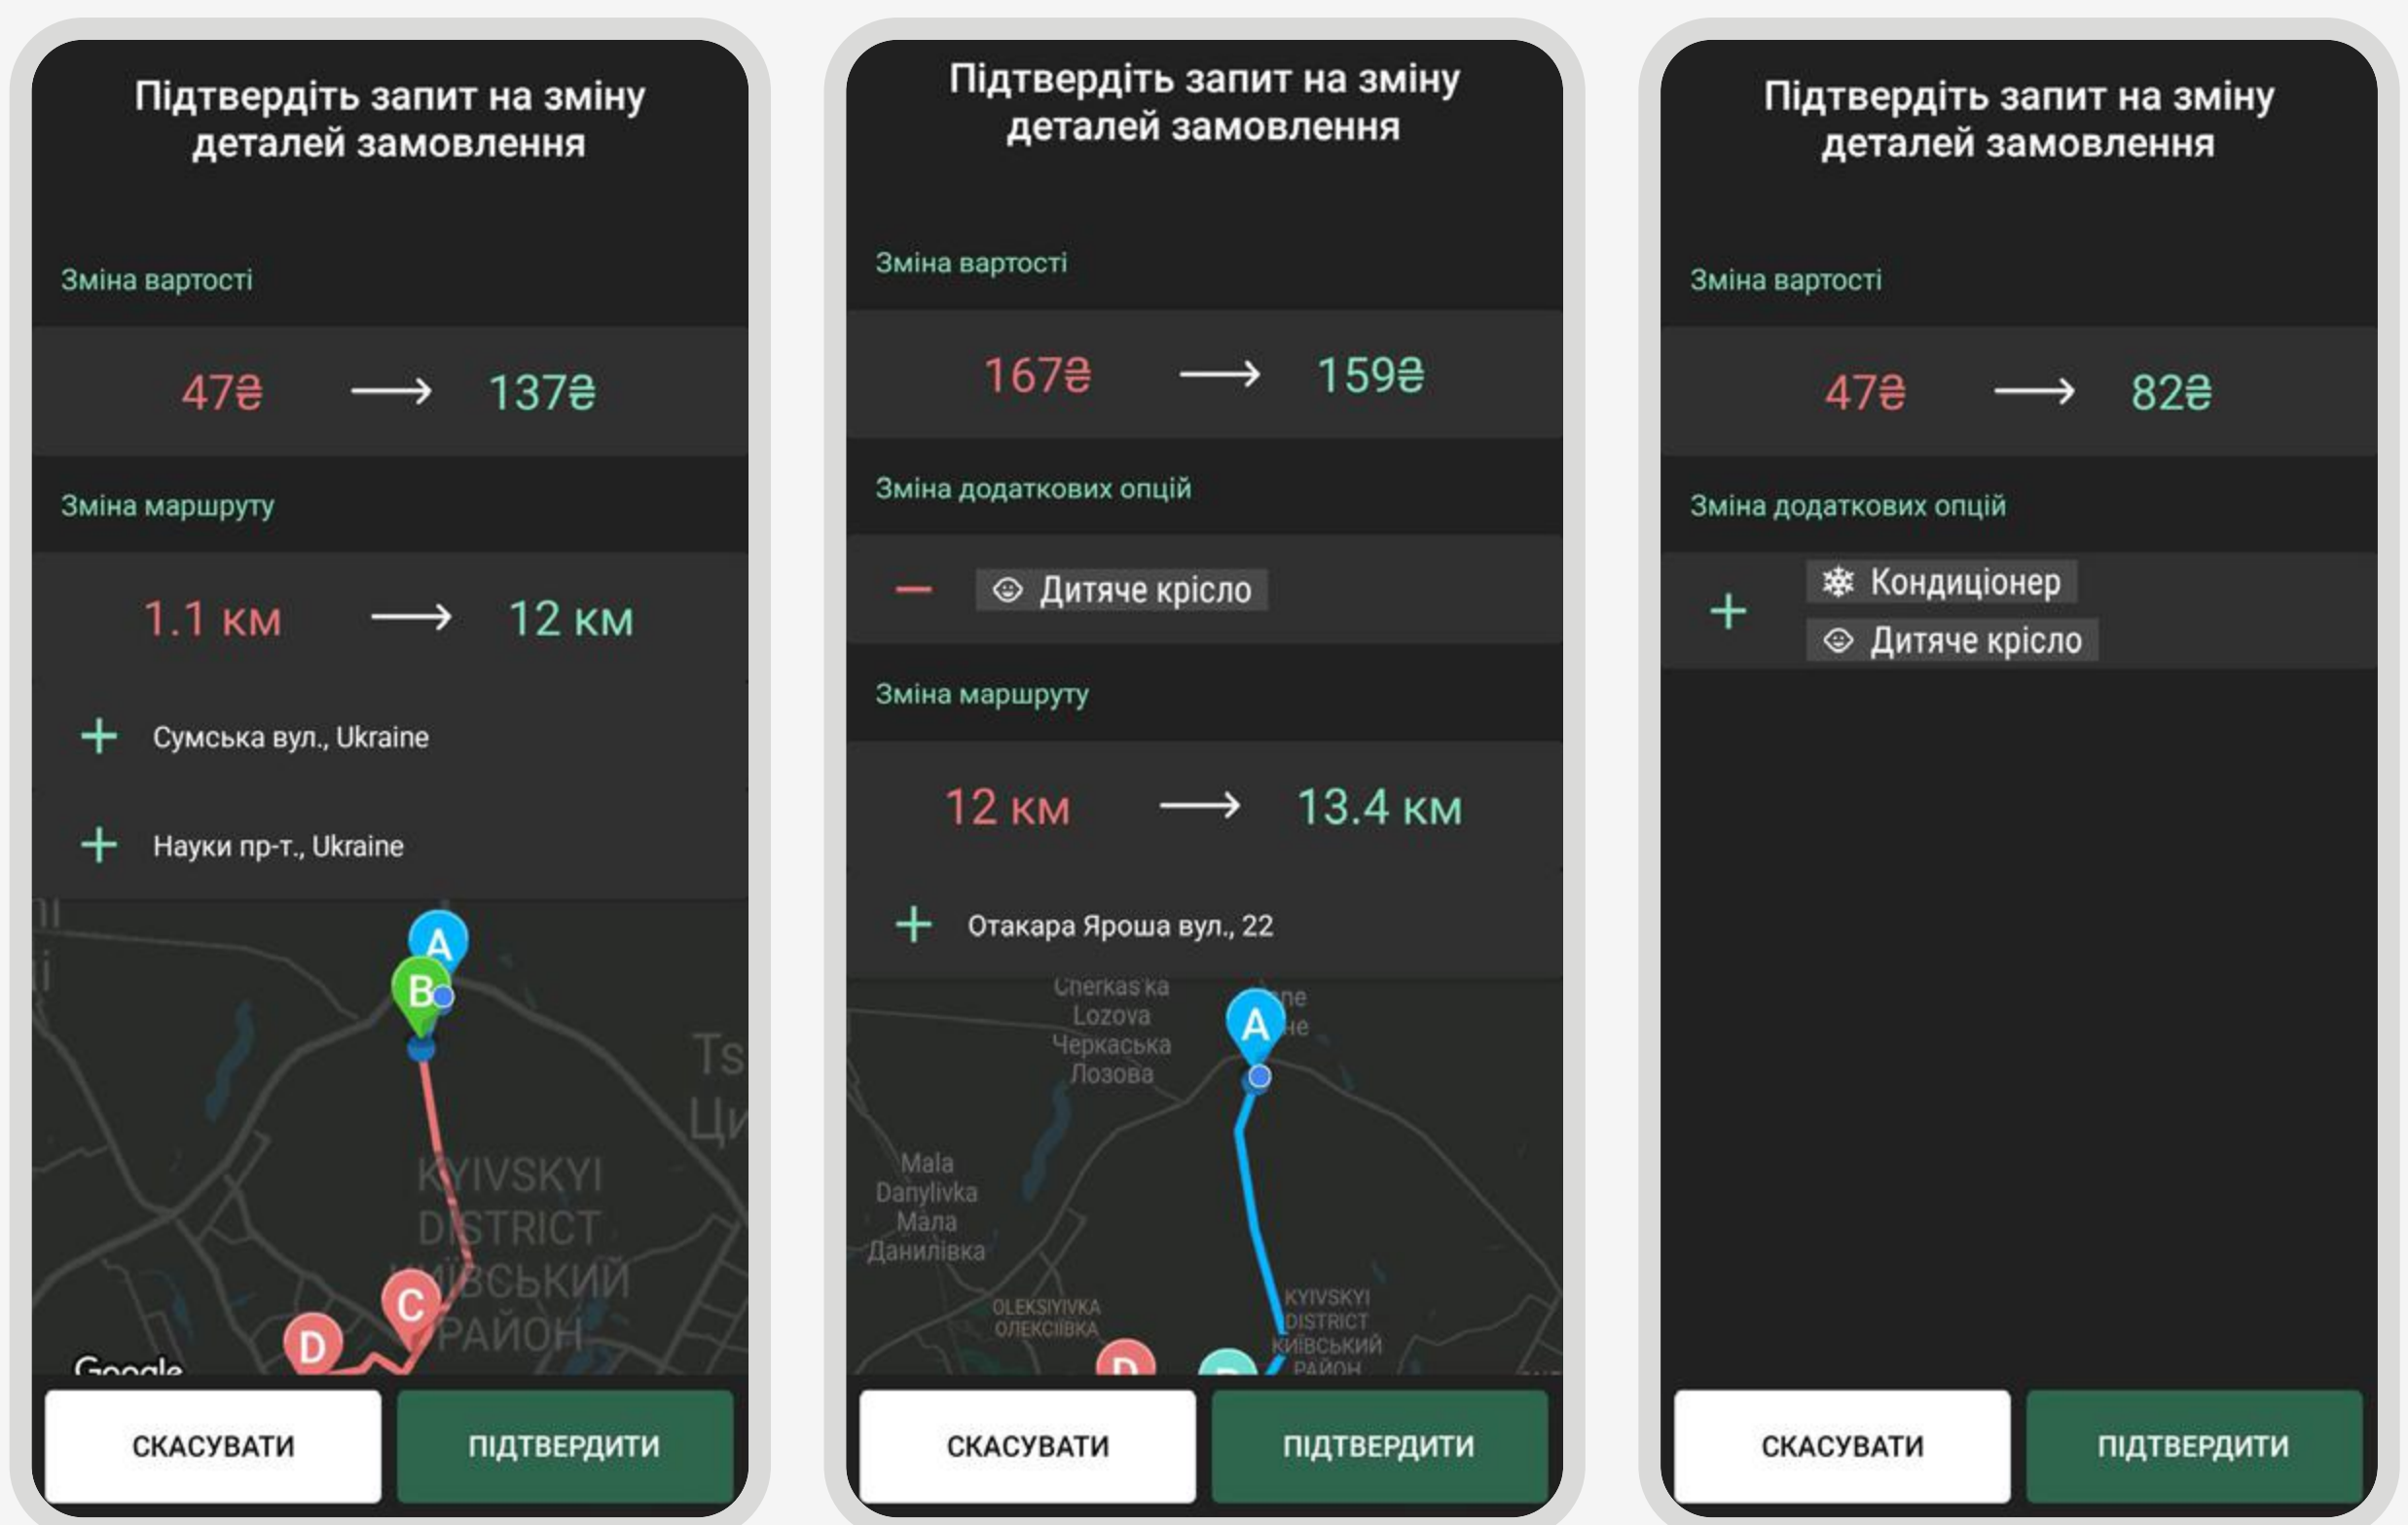 Підтвердіть запит на зміну
деталей замовлення
Зміна вартості
47₴ → 137₴
Зміна маршруту
1.1 км → 12 км
+ Сумська вул., Ukraine
+ Науки пр-т., Ukraine
A
B
Ts
KYIVSKYI
DISTRICT
РАЙОН
C
D
Google
СКАСУВАТИ
ПІДТВЕРДИТИ
Підтвердіть запит на зміну
деталей замовлення
Зміна вартості
167₴ → 159₴
Зміна додаткових опцій
− Дитяче крісло
Зміна маршруту
12 км → 13.4 км
+ Отакара Яроша вул., 22
Cherkas'ka
Lozova
Черкаська
Лозова
A
Mala
Danylivka
Мала
Данилівка
OLEKSIYIVKA
ОЛЕКСІЇВКА
KYIVSKYI
DISTRICT
КИЇВСЬКИЙ
РАЙОН
D
СКАСУВАТИ
ПІДТВЕРДИТИ
Підтвердіть запит на зміну
деталей замовлення
Зміна вартості
47₴ → 82₴
Зміна додаткових опцій
+ Кондиціонер
Дитяче крісло
СКАСУВАТИ
ПІДТВЕРДИТИ